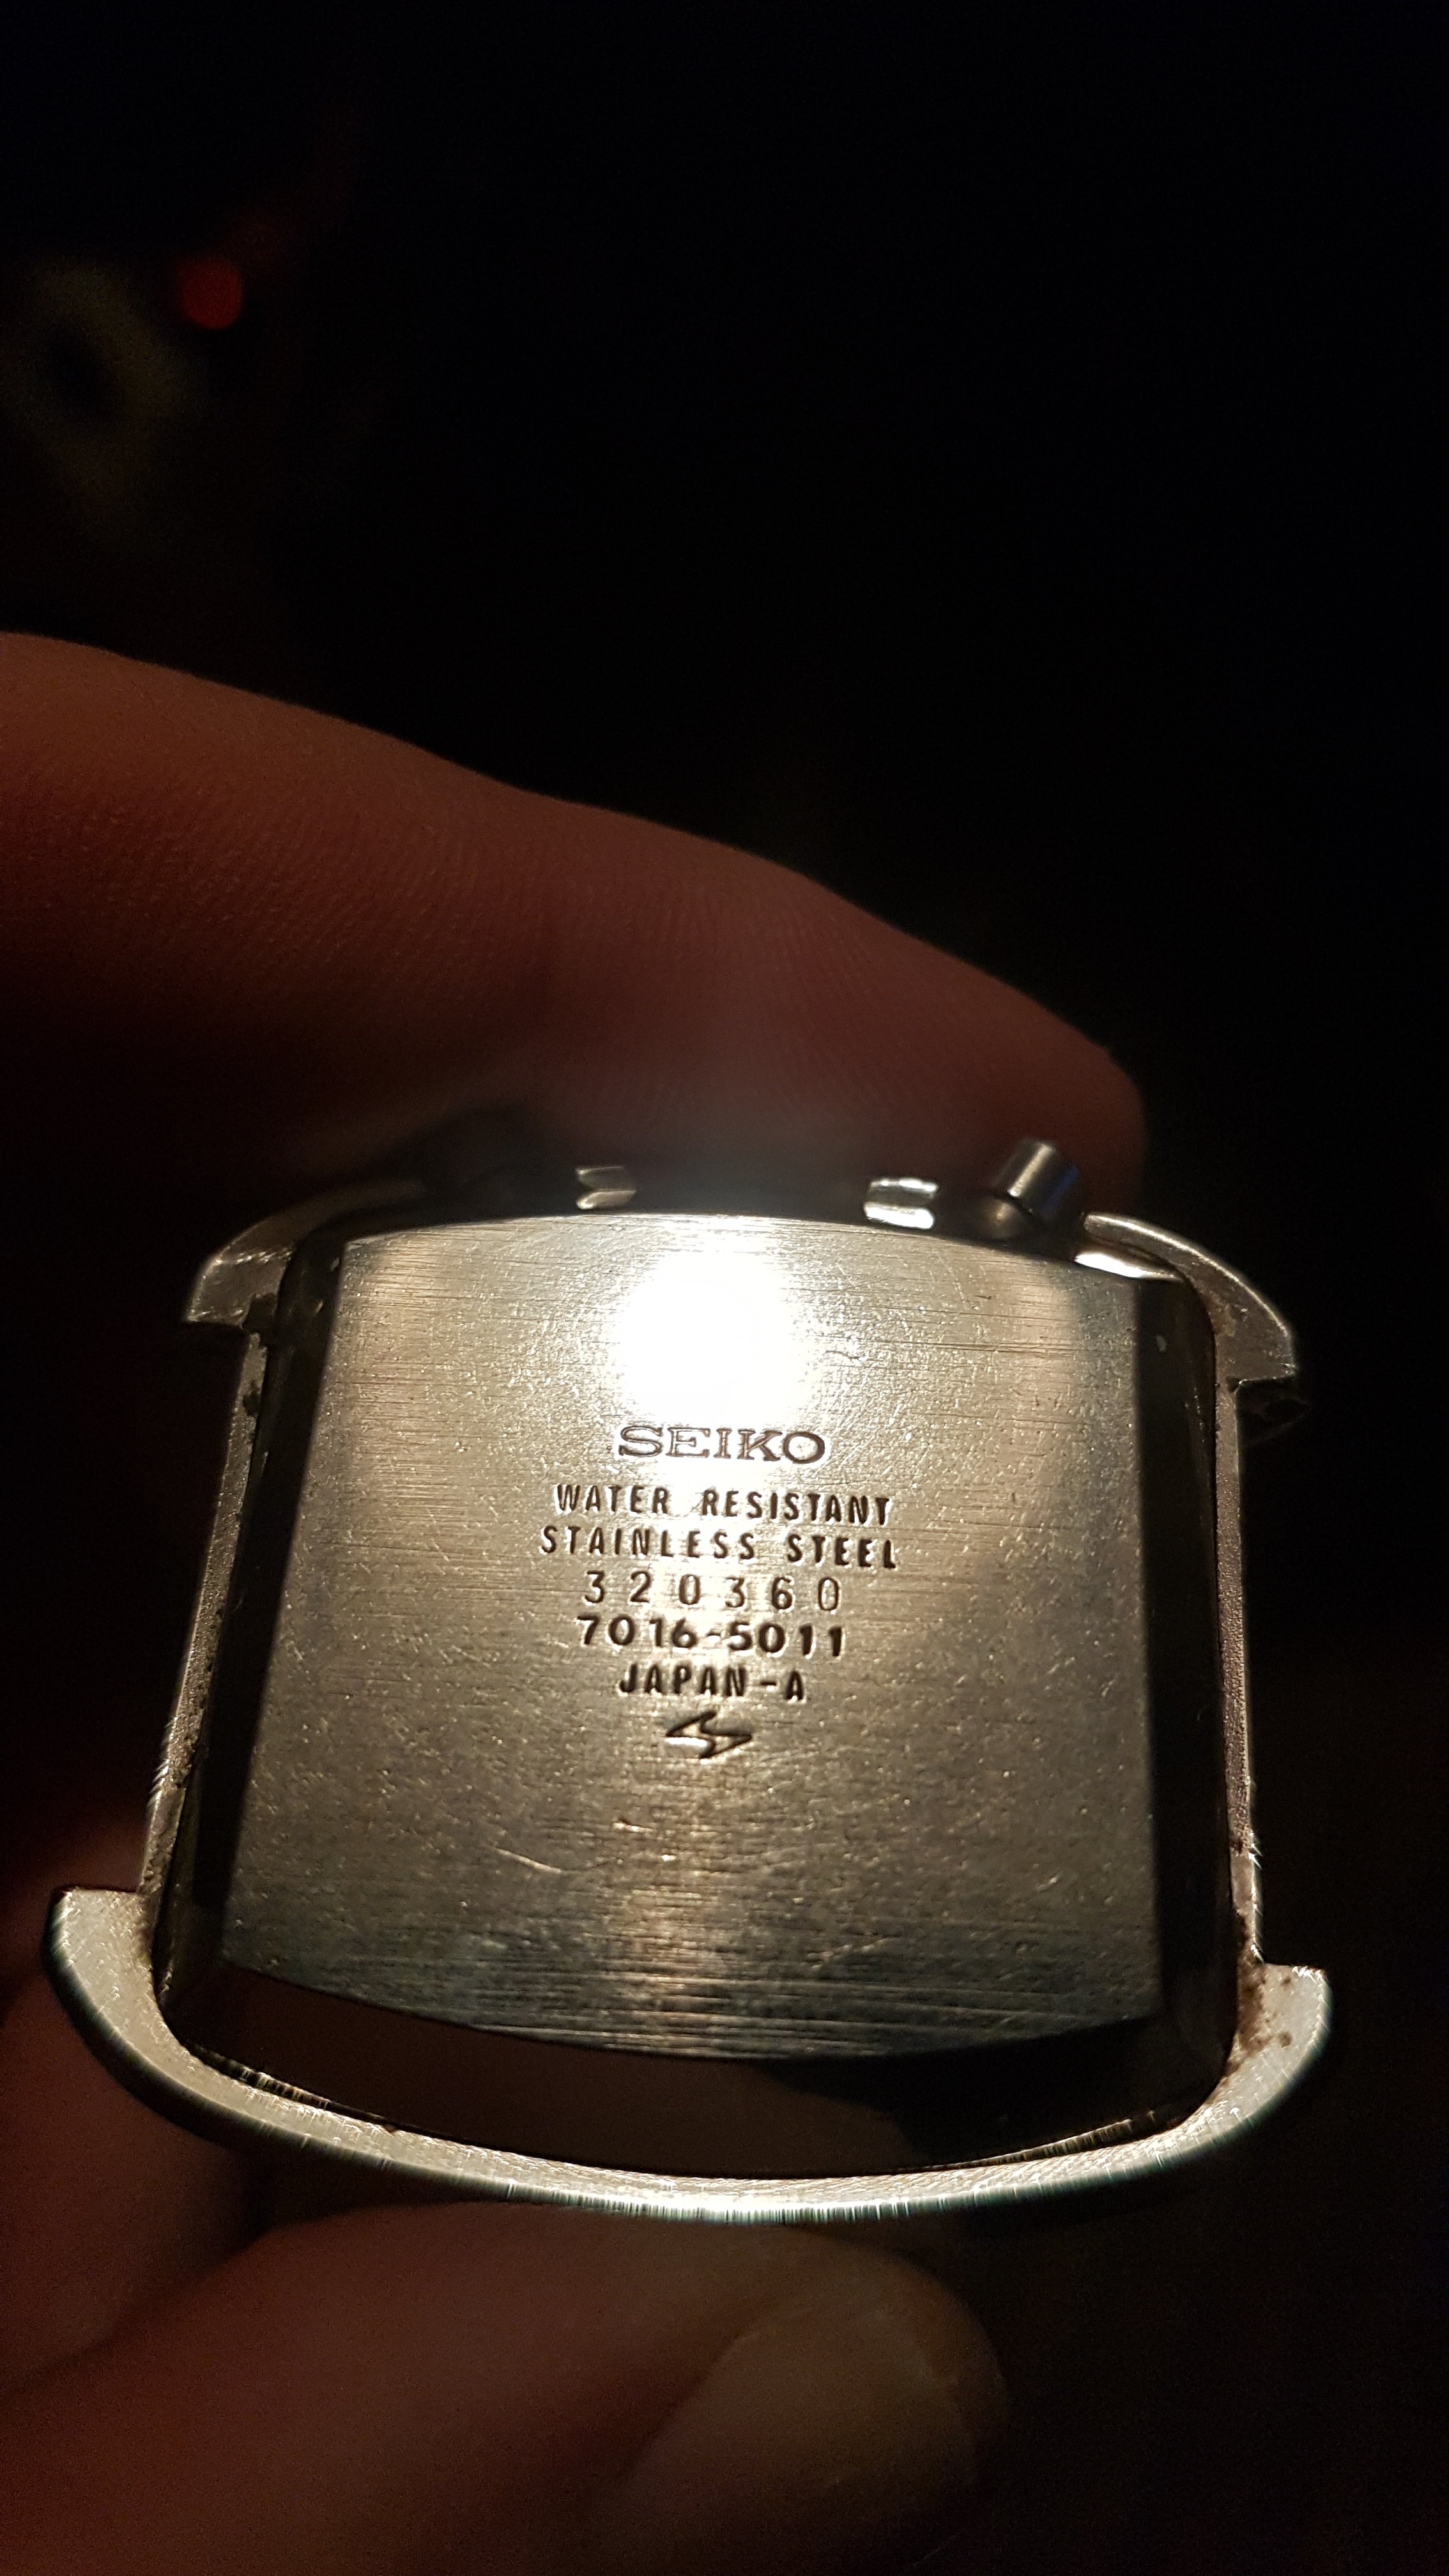 SEIKO
WATER RESISTANT
STAINLESS STEEL
320360
7016-5011
JAPAN-A